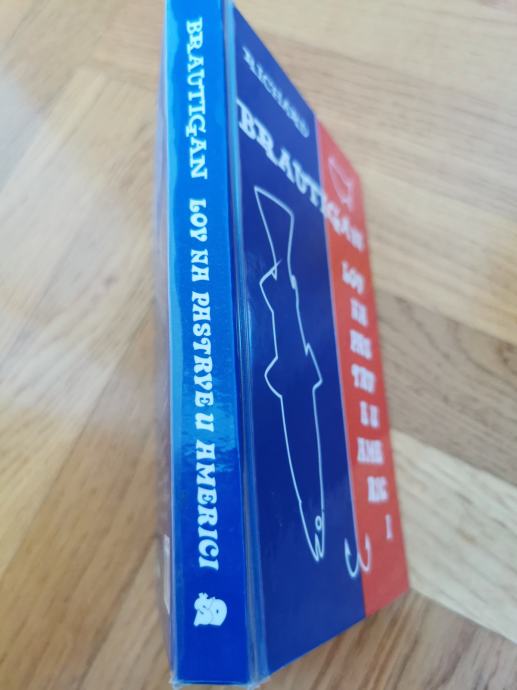 BRAUTIGAN LOV NA PASTRVE U AMERICI
RICHARD
BRAUTIGAN
LOV
NA
PAS
TRV
E U
AME
RIC
I